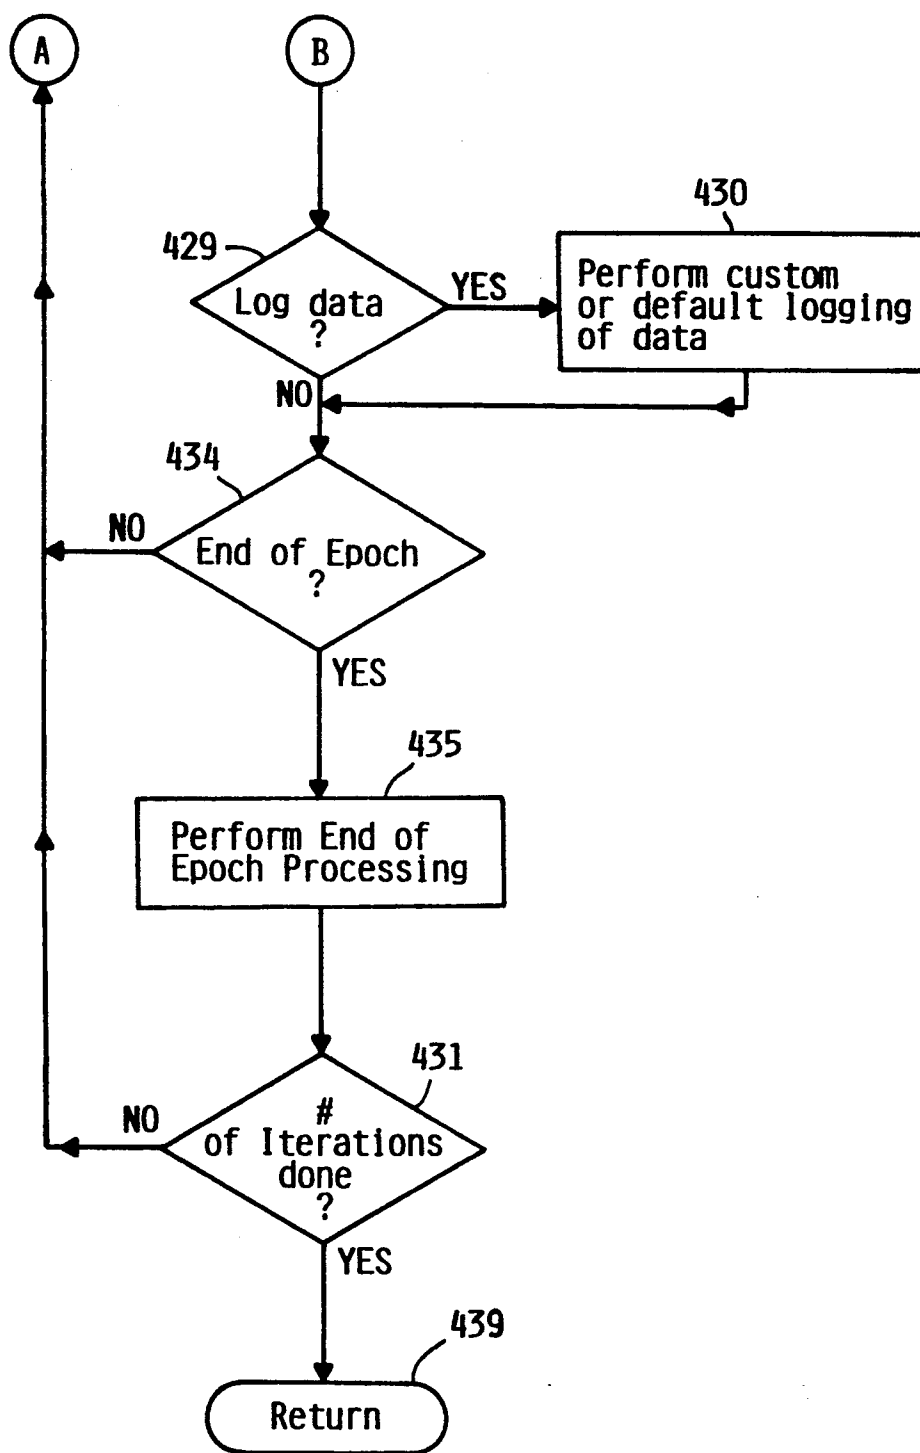 A
B
430
429
YES
Perform custom
or default logging
of data
Log data
?
NO
434
NO
End of Epoch
?
YES
435
Perform End of
Epoch Processing
431
NO
#
of Iterations
done
?
YES
439
Return